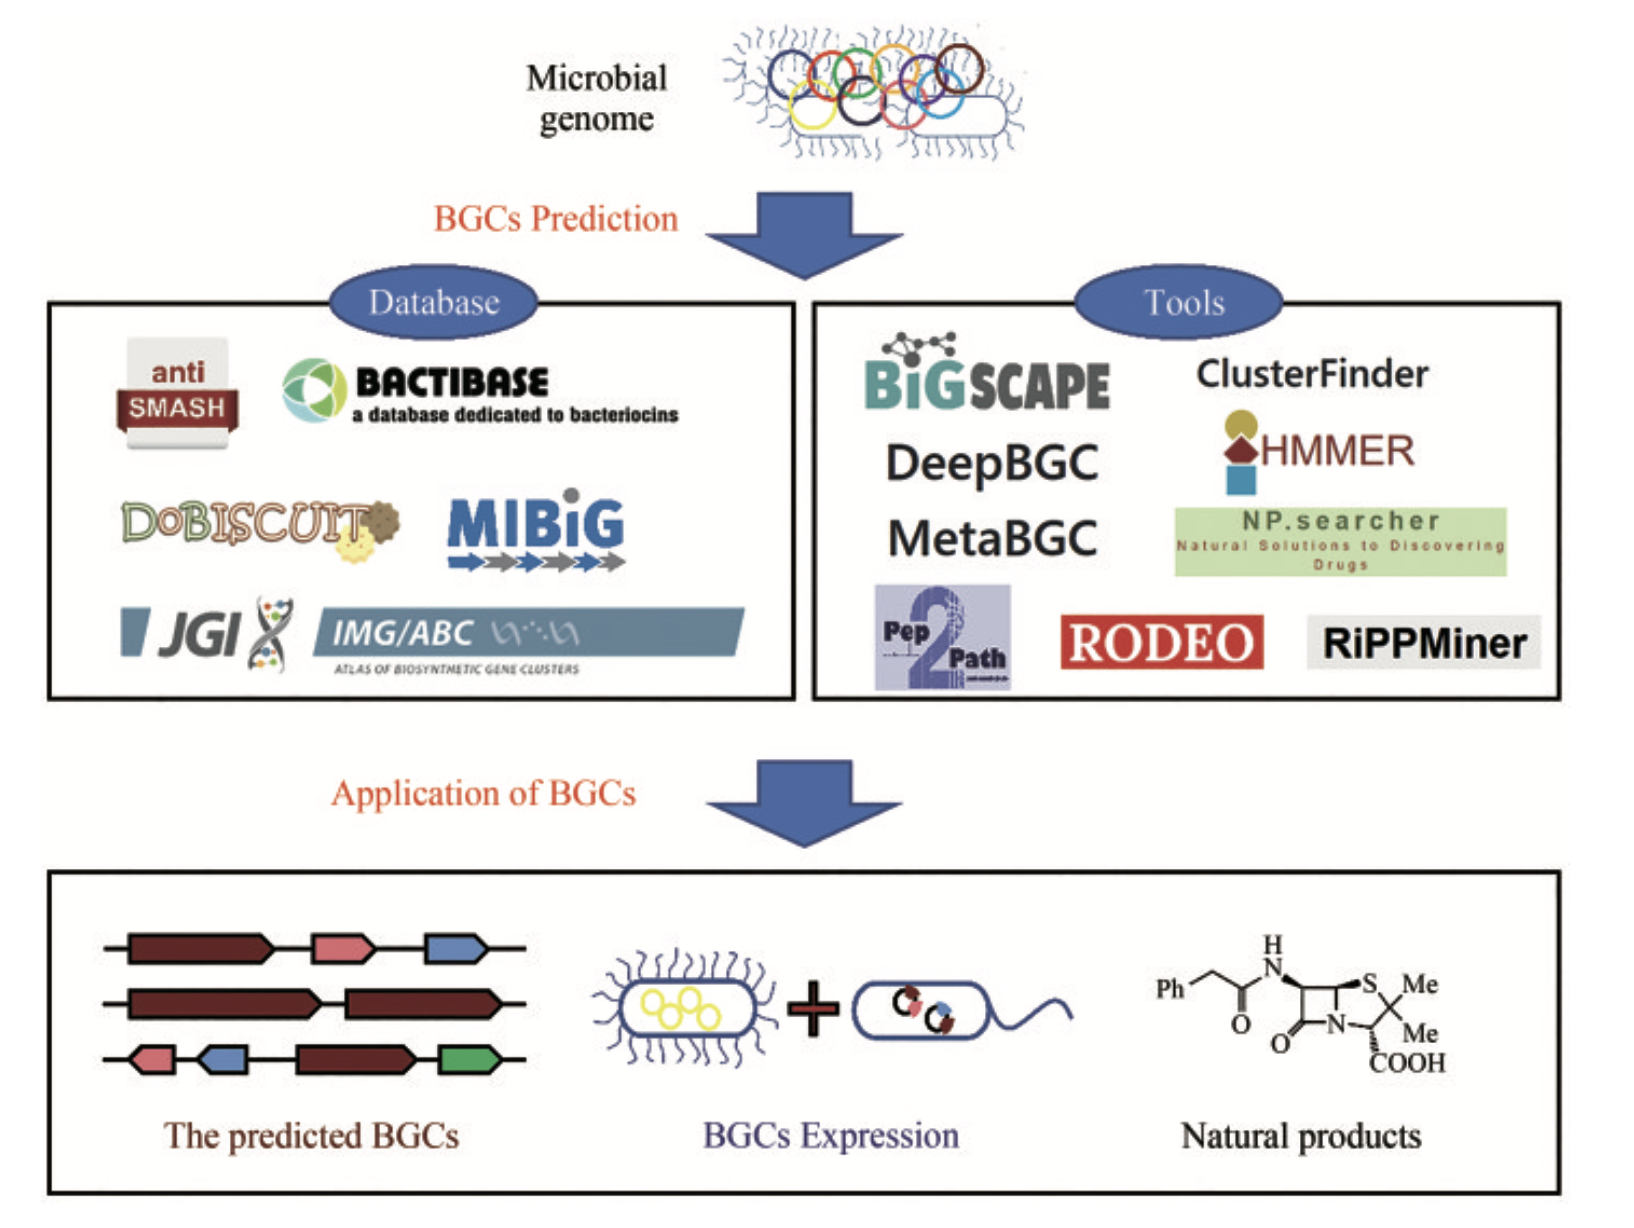 Microbial
genome
BGCs Prediction
Database
Tools
anti
SMASH
BACTIBASE
a database dedicated to bacteriocins
DoBISCUIT
MIBiG
JGI
IMG/ABC
ATLAS OF BIOSYNTHETIC GENE CLUSTERS
BiGSCAPE
ClusterFinder
DeepBGC
HMMER
MetaBGC
NP.searcher
Natural Solutions to Discovering
Drugs
Pep
2
Path
RODEO
RiPPMiner
Application of BGCs
H
N
Ph
O
S
Me
Me
N
O
COOH
The predicted BGCs
BGCs Expression
Natural products